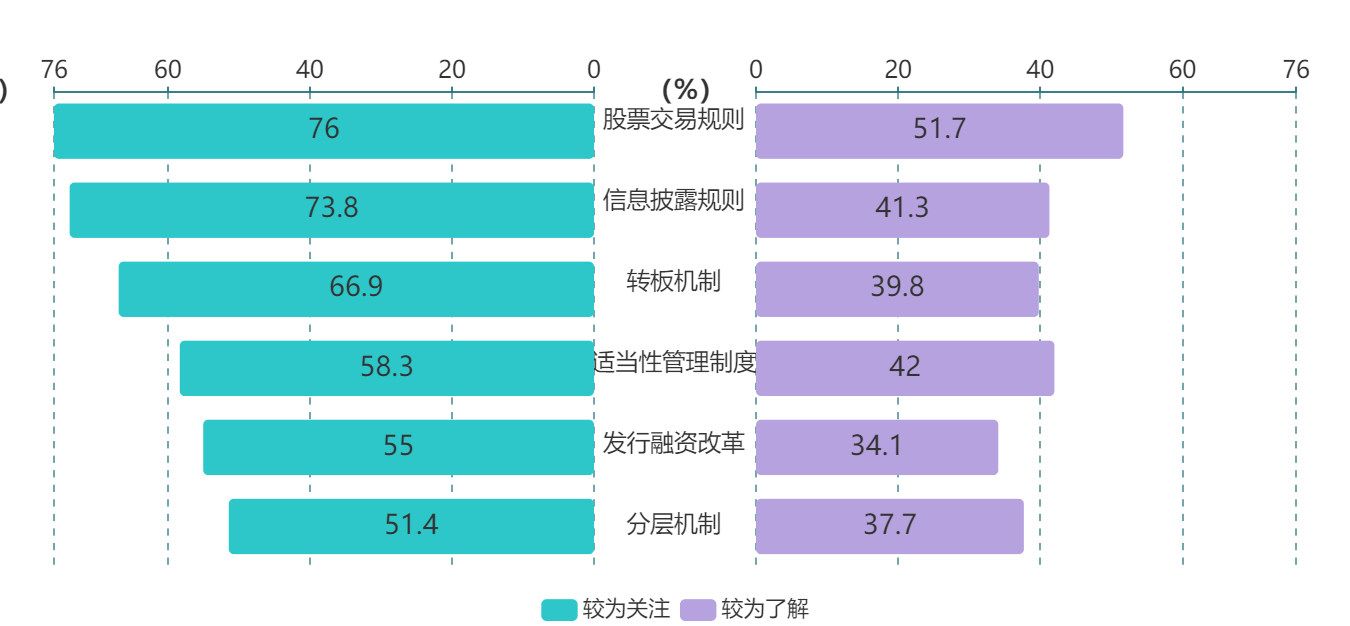 76 60 40 20 0 0 20 40 60 76
) (%)
76 股票交易规则 51.7
73.8 信息披露规则 41.3
66.9 转板机制 39.8
58.3 适当性管理制度 42
55 发行融资改革 34.1
51.4 分层机制 37.7
较为关注 较为了解